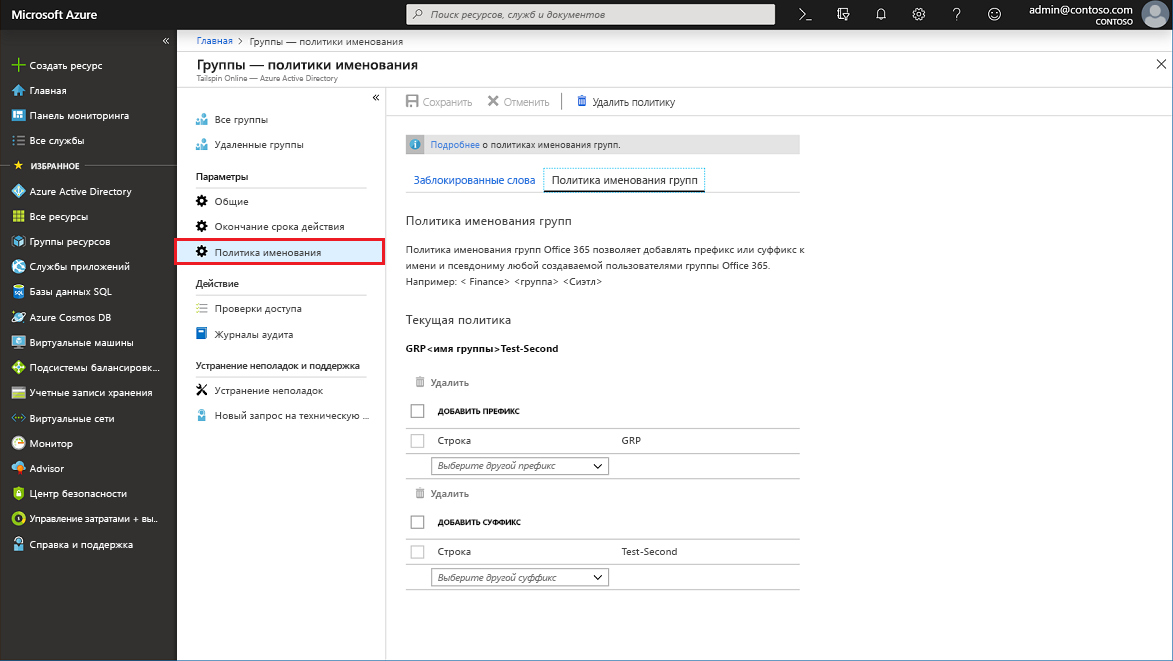 Microsoft Azure
Поиск ресурсов, служб и документов
admin@contoso.com
CONTOSO
Создать ресурс
Главная
Панель мониторинга
Все службы
ИЗБРАННОЕ
Azure Active Directory
Все ресурсы
Группы ресурсов
Службы приложений
Базы данных SQL
Azure Cosmos DB
Виртуальные машины
Подсистемы балансировк...
Учетные записи хранения
Виртуальные сети
Монитор
Advisor
Центр безопасности
Управление затратами + вы..
Справка и поддержка
Главная > Группы — политики именования
Группы — политики именования
Tailspin Online — Azure Active Directory
Все группы
Удаленные группы
Параметры
Общие
Окончание срока действия
Политика именования
Действие
Проверки доступа
Журналы аудита
Устранение неполадок и поддержка
Устранение неполадок
Новый запрос на техническую ...
Сохранить Отменить Удалить политику
Подробнее о политиках именования групп.
Заблокированные слова Политика именования групп
Политика именования групп
Политика именования групп Office 365 позволяет добавлять префикс или суффикс к
имени и псевдониму любой создаваемой пользователями группы Office 365.
Например: < Finance> <группа> <Сиэтл>
Текущая политика
GRP<имя группы>Test-Second
Удалить
ДОБАВИТЬ ПРЕФИКС
Строка GRP
Выберите другой префикс
Удалить
ДОБАВИТЬ СУФФИКС
Строка Test-Second
Выберите другой суффикс